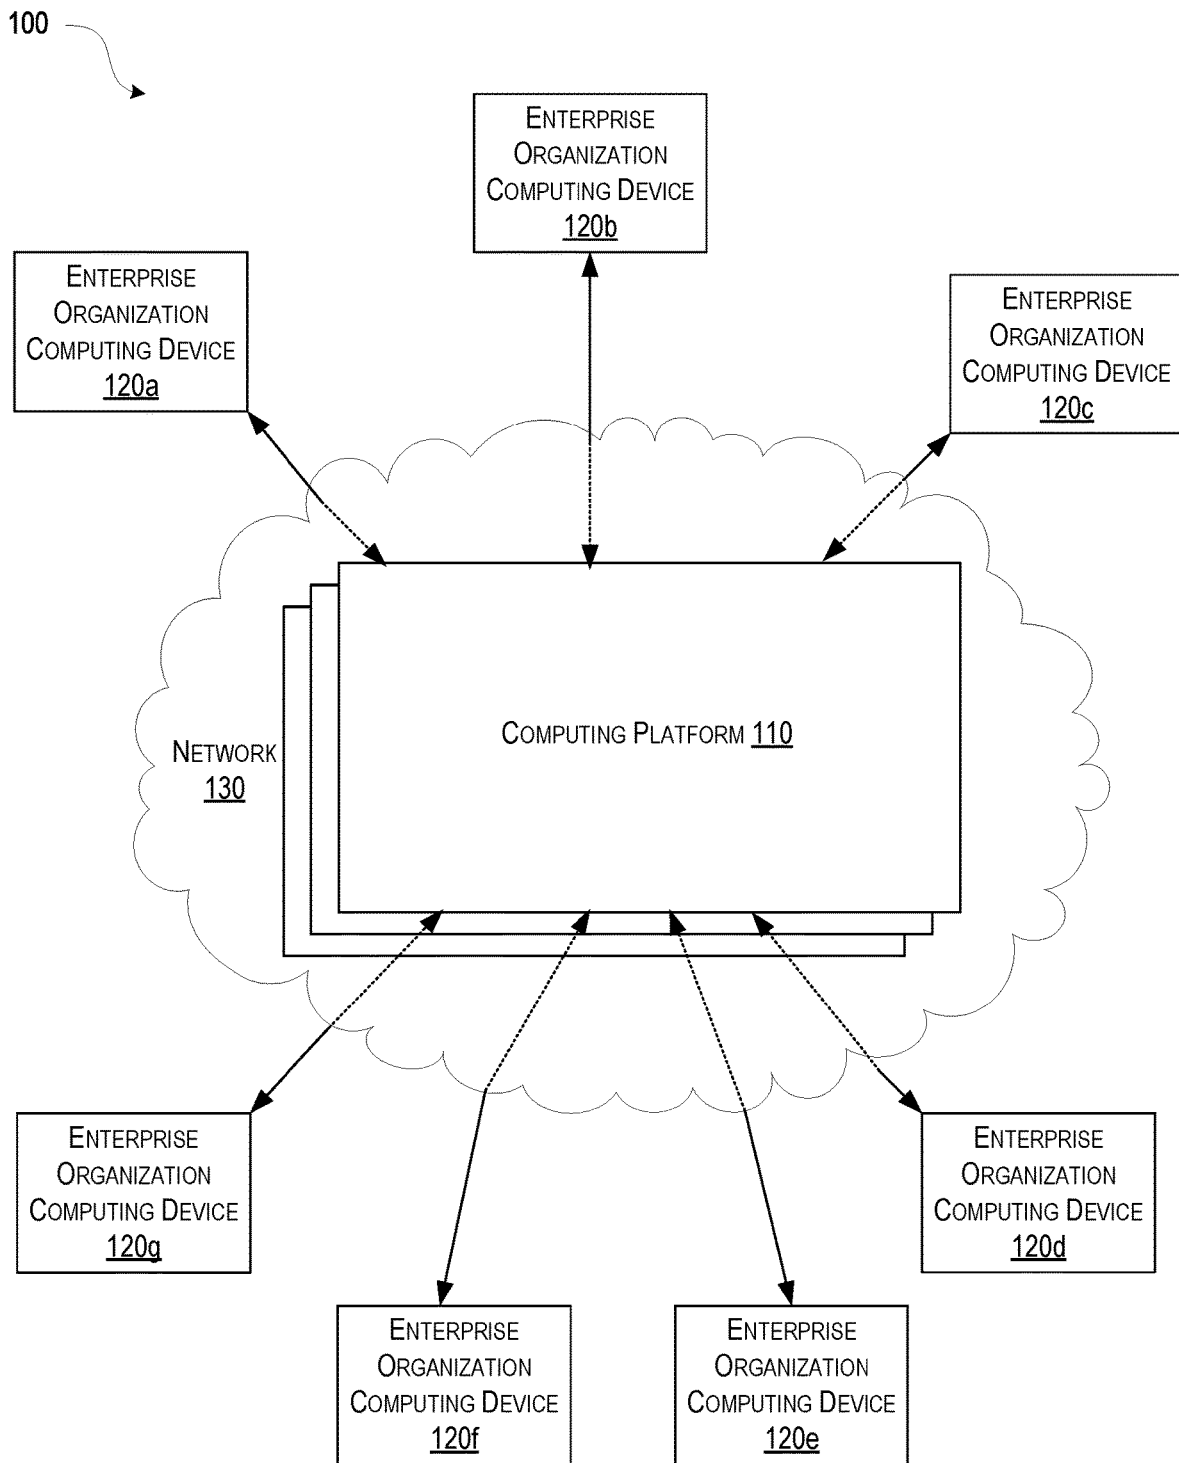 100
ENTERPRISE
ORGANIZATION
COMPUTING DEVICE
120b
ENTERPRISE
ORGANIZATION
COMPUTING DEVICE
120a
ENTERPRISE
ORGANIZATION
COMPUTING DEVICE
120c
COMPUTING PLATFORM 110
NETWORK
130
ENTERPRISE
ORGANIZATION
COMPUTING DEVICE
120g
ENTERPRISE
ORGANIZATION
COMPUTING DEVICE
120d
ENTERPRISE
ORGANIZATION
COMPUTING DEVICE
120f
ENTERPRISE
ORGANIZATION
COMPUTING DEVICE
120e